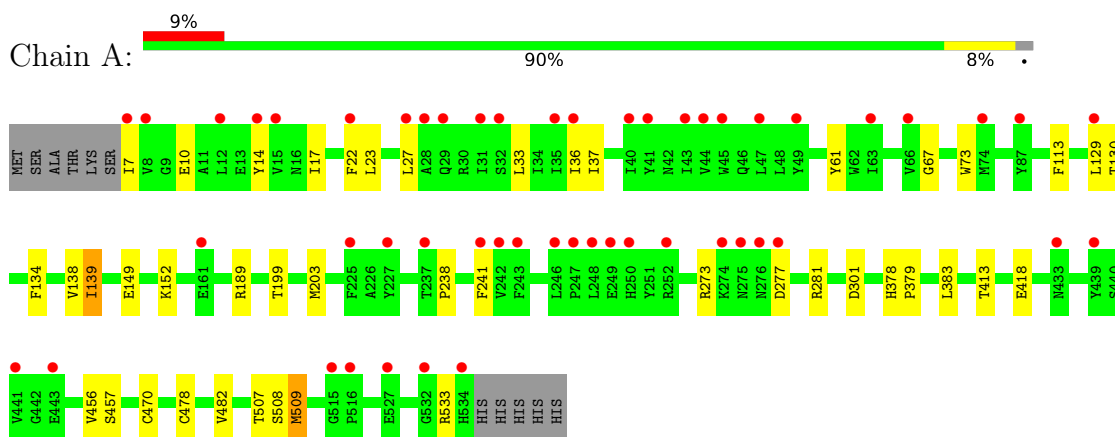 9%
Chain A:
90% 8% •
MET SER ALA THR LYS SER I7 V8 G9 E10 A11 L12 E13 Y14 V15 N16 I17 F22 L23 L27 A28 Q29 R30 I31 S32 L33 I34 I35 I36 I37 I40 Y41 N42 I43 V44 W45 Q46 L47 L48 Y49 Y61 W62 I63 V66 G67 W73 M74 Y87 F113 L129 T130
F134 V138 I139 E149 K152 E161 R189 T199 M203 F225 A226 Y227 T237 P238 F241 V242 F243 L246 P247 L248 E249 H250 Y251 R252 R273 K274 N275 N276 D277 R281 D301 H378 P379 L383 T413 E418 N433 Y439 S440
V441 G442 E443 V456 S457 C470 C478 V482 T507 S508 M509 G515 P516 E527 G532 R533 H534 HIS HIS HIS HIS HIS